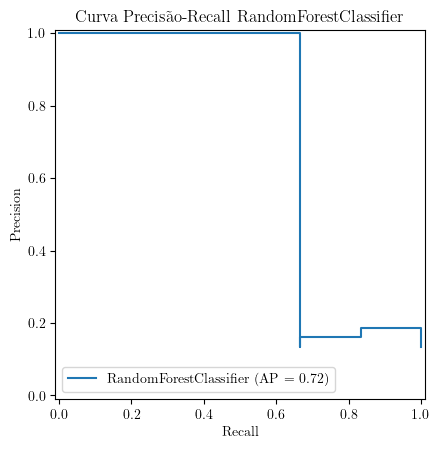 Curva Precisão-Recall RandomForestClassifier
1.0
0.8
0.6
0.4
0.2
0.0
Precision
RandomForestClassifier (AP = 0.72)
0.0 0.2 0.4 0.6 0.8 1.0
Recall